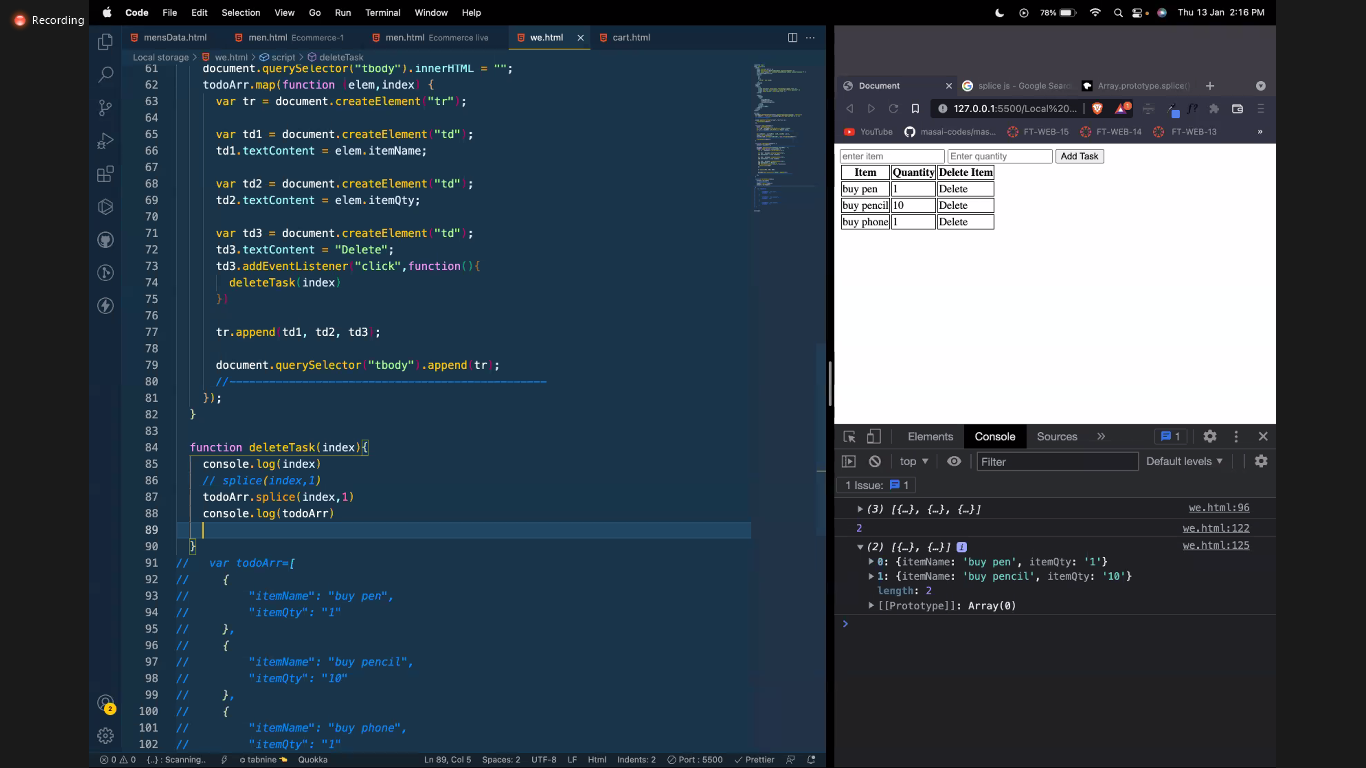 Recording
Code File Edit Selection View Go Run Terminal Window Help
78% Thu 13 Jan 2:16 PM
mensData.html men.html Ecommerce-1 men.html Ecommerce live we.html cart.html
Local storage > we.html > script > deleteTask
61 document.querySelector("tbody").innerHTML = "";
62 todoArr.map(function (elem,index) {
63 var tr = document.createElement("tr");
64
65 var td1 = document.createElement("td");
66 td1.textContent = elem.itemName;
67
68 var td2 = document.createElement("td");
69 td2.textContent = elem.itemQty;
70
71 var td3 = document.createElement("td");
72 td3.textContent = "Delete";
73 td3.addEventListener("click",function(){
74 deleteTask(index)
75 })
76
77 tr.append(td1, td2, td3);
78
79 document.querySelector("tbody").append(tr);
80 //------------------------------------------------
81 });
82 }
83
84 function deleteTask(index){
85 console.log(index)
86 // splice(index,1)
87 todoArr.splice(index,1)
88 console.log(todoArr)
89
90 }
91 // var todoArr=[
92 // {
93 // "itemName": "buy pen",
94 // "itemQty": "1"
95 // },
96 // {
97 // "itemName": "buy pencil",
98 // "itemQty": "10"
99 // },
100 // {
101 // "itemName": "buy phone",
102 // "itemQty": "1"
2
0 0 {..} : Scanning.. tabnine Quokka Ln 89, Col 5 Spaces: 2 UTF-8 LF Html Indents: 2 Port : 5500 Prettier
Document splice js - Google Sear Array.prototype.splice()
127.0.0.1:5500/Local%20...
YouTube masai-codes/mas... FT-WEB-15 FT-WEB-14 FT-WEB-13 »
enter item Enter quantity Add Task
Item Quantity Delete Item
buy pen 1 Delete
buy pencil 10 Delete
buy phone 1 Delete
Elements Console Sources » 1
top Filter Default levels
1 Issue: 1
(3) [{…}, {…}, {…}] we.html:96
2 we.html:122
(2) [{…}, {…}] i we.html:125
0: {itemName: 'buy pen', itemQty: '1'}
1: {itemName: 'buy pencil', itemQty: '10'}
length: 2
[[Prototype]]: Array(0)